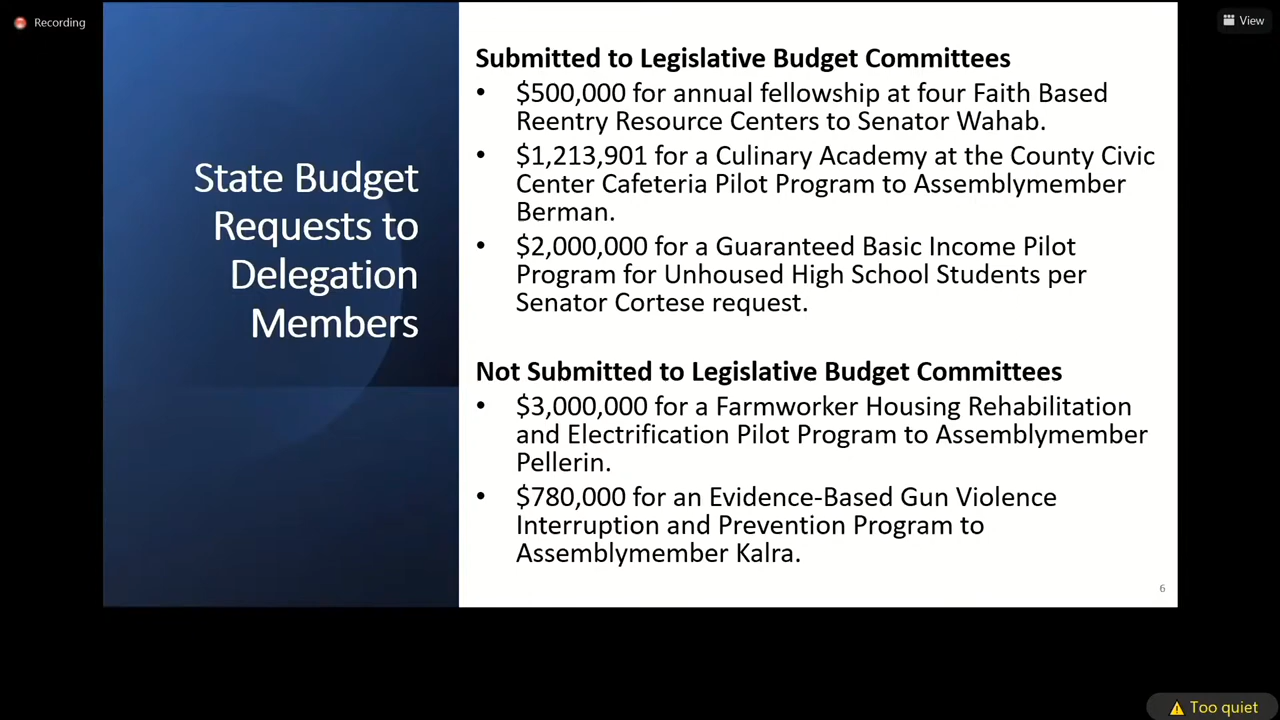 Recording
View
State Budget
Requests to
Delegation
Members
Submitted to Legislative Budget Committees
• $500,000 for annual fellowship at four Faith Based
Reentry Resource Centers to Senator Wahab.
• $1,213,901 for a Culinary Academy at the County Civic
Center Cafeteria Pilot Program to Assemblymember
Berman.
• $2,000,000 for a Guaranteed Basic Income Pilot
Program for Unhoused High School Students per
Senator Cortese request.
Not Submitted to Legislative Budget Committees
• $3,000,000 for a Farmworker Housing Rehabilitation
and Electrification Pilot Program to Assemblymember
Pellerin.
• $780,000 for an Evidence-Based Gun Violence
Interruption and Prevention Program to
Assemblymember Kalra.
6
Too quiet